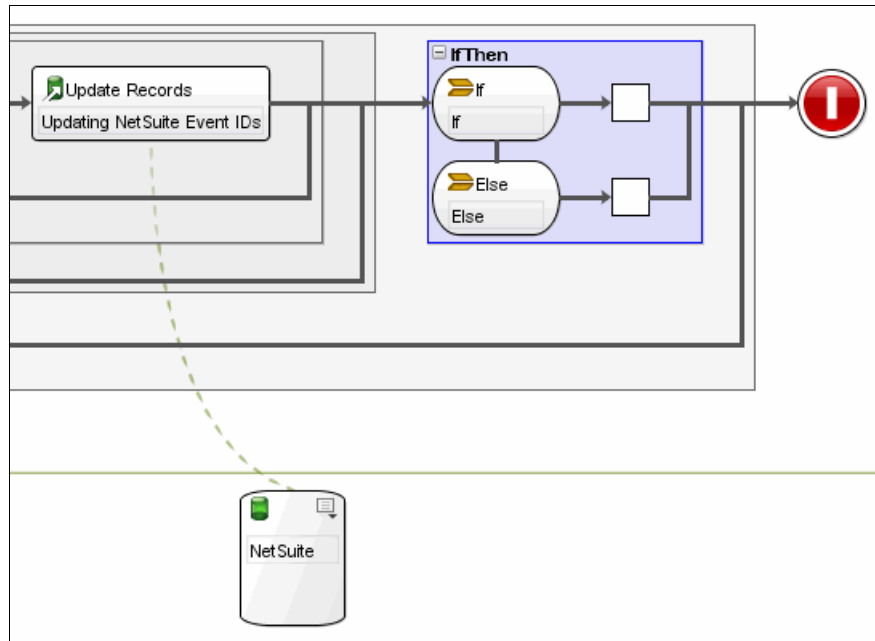 IfThen
Update Records
Updating NetSuite Event IDs
If
If
Else
Else
NetSuite